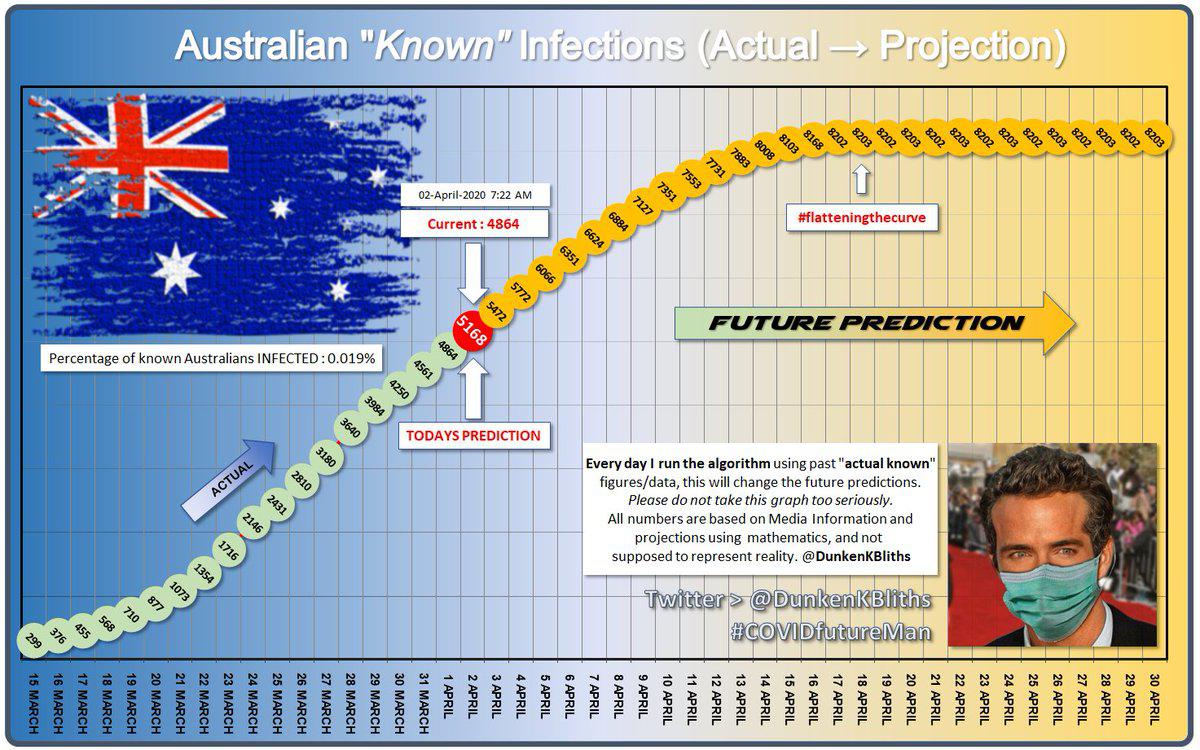 Australian "Known" Infections (Actual → Projection)
02-April-2020 7:22 AM
Current : 4864
#flatteningthecurve
FUTURE PREDICTION
Percentage of known Australians INFECTED : 0.019%
TODAYS PREDICTION
ACTUAL
299
376
455
568
710
877
1073
1354
1716
2146
2431
2810
3180
3640
3984
4250
4561
4864
5168
5472
5772
6066
6351
6624
6884
7127
7351
7553
7731
7883
8008
8103
8168
8202
8203
8202
8203
8202
8203
8202
8203
8202
8203
8202
8203
8202
8203
Every day I run the algorithm using past "actual known"
figures/data, this will change the future predictions.
Please do not take this graph too seriously.
All numbers are based on Media Information and
projections using mathematics, and not
supposed to represent reality. @DunkenKBliths
Twitter > @DunkenKBliths
#COVIDfutureMan
15 MARCH
16 MARCH
17 MARCH
18 MARCH
19 MARCH
20 MARCH
21 MARCH
22 MARCH
23 MARCH
24 MARCH
25 MARCH
26 MARCH
27 MARCH
28 MARCH
29 MARCH
30 MARCH
31 MARCH
1 APRIL
2 APRIL
3 APRIL
4 APRIL
5 APRIL
6 APRIL
7 APRIL
8 APRIL
9 APRIL
10 APRIL
11 APRIL
12 APRIL
13 APRIL
14 APRIL
15 APRIL
16 APRIL
17 APRIL
18 APRIL
19 APRIL
20 APRIL
21 APRIL
22 APRIL
23 APRIL
24 APRIL
25 APRIL
26 APRIL
27 APRIL
28 APRIL
29 APRIL
30 APRIL